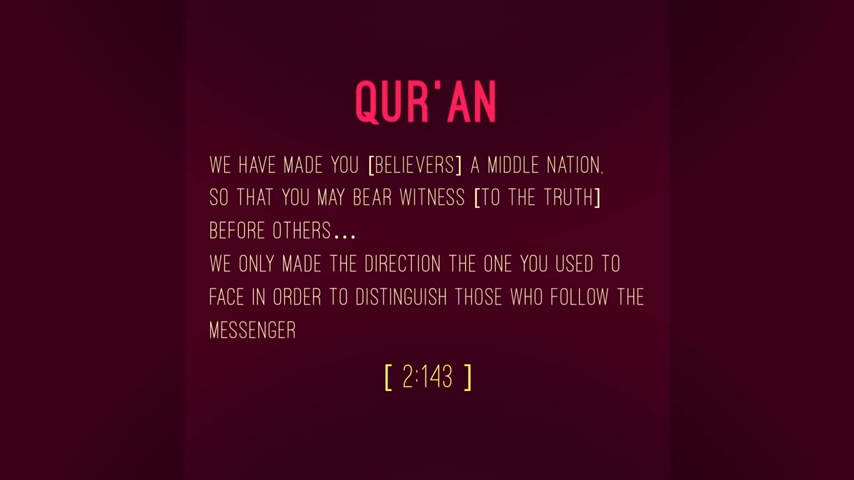 QUR'AN
WE HAVE MADE YOU [BELIEVERS] A MIDDLE NATION,
SO THAT YOU MAY BEAR WITNESS [TO THE TRUTH]
BEFORE OTHERS...
WE ONLY MADE THE DIRECTION THE ONE YOU USED TO
FACE IN ORDER TO DISTINGUISH THOSE WHO FOLLOW THE
MESSENGER
[ 2:143 ]